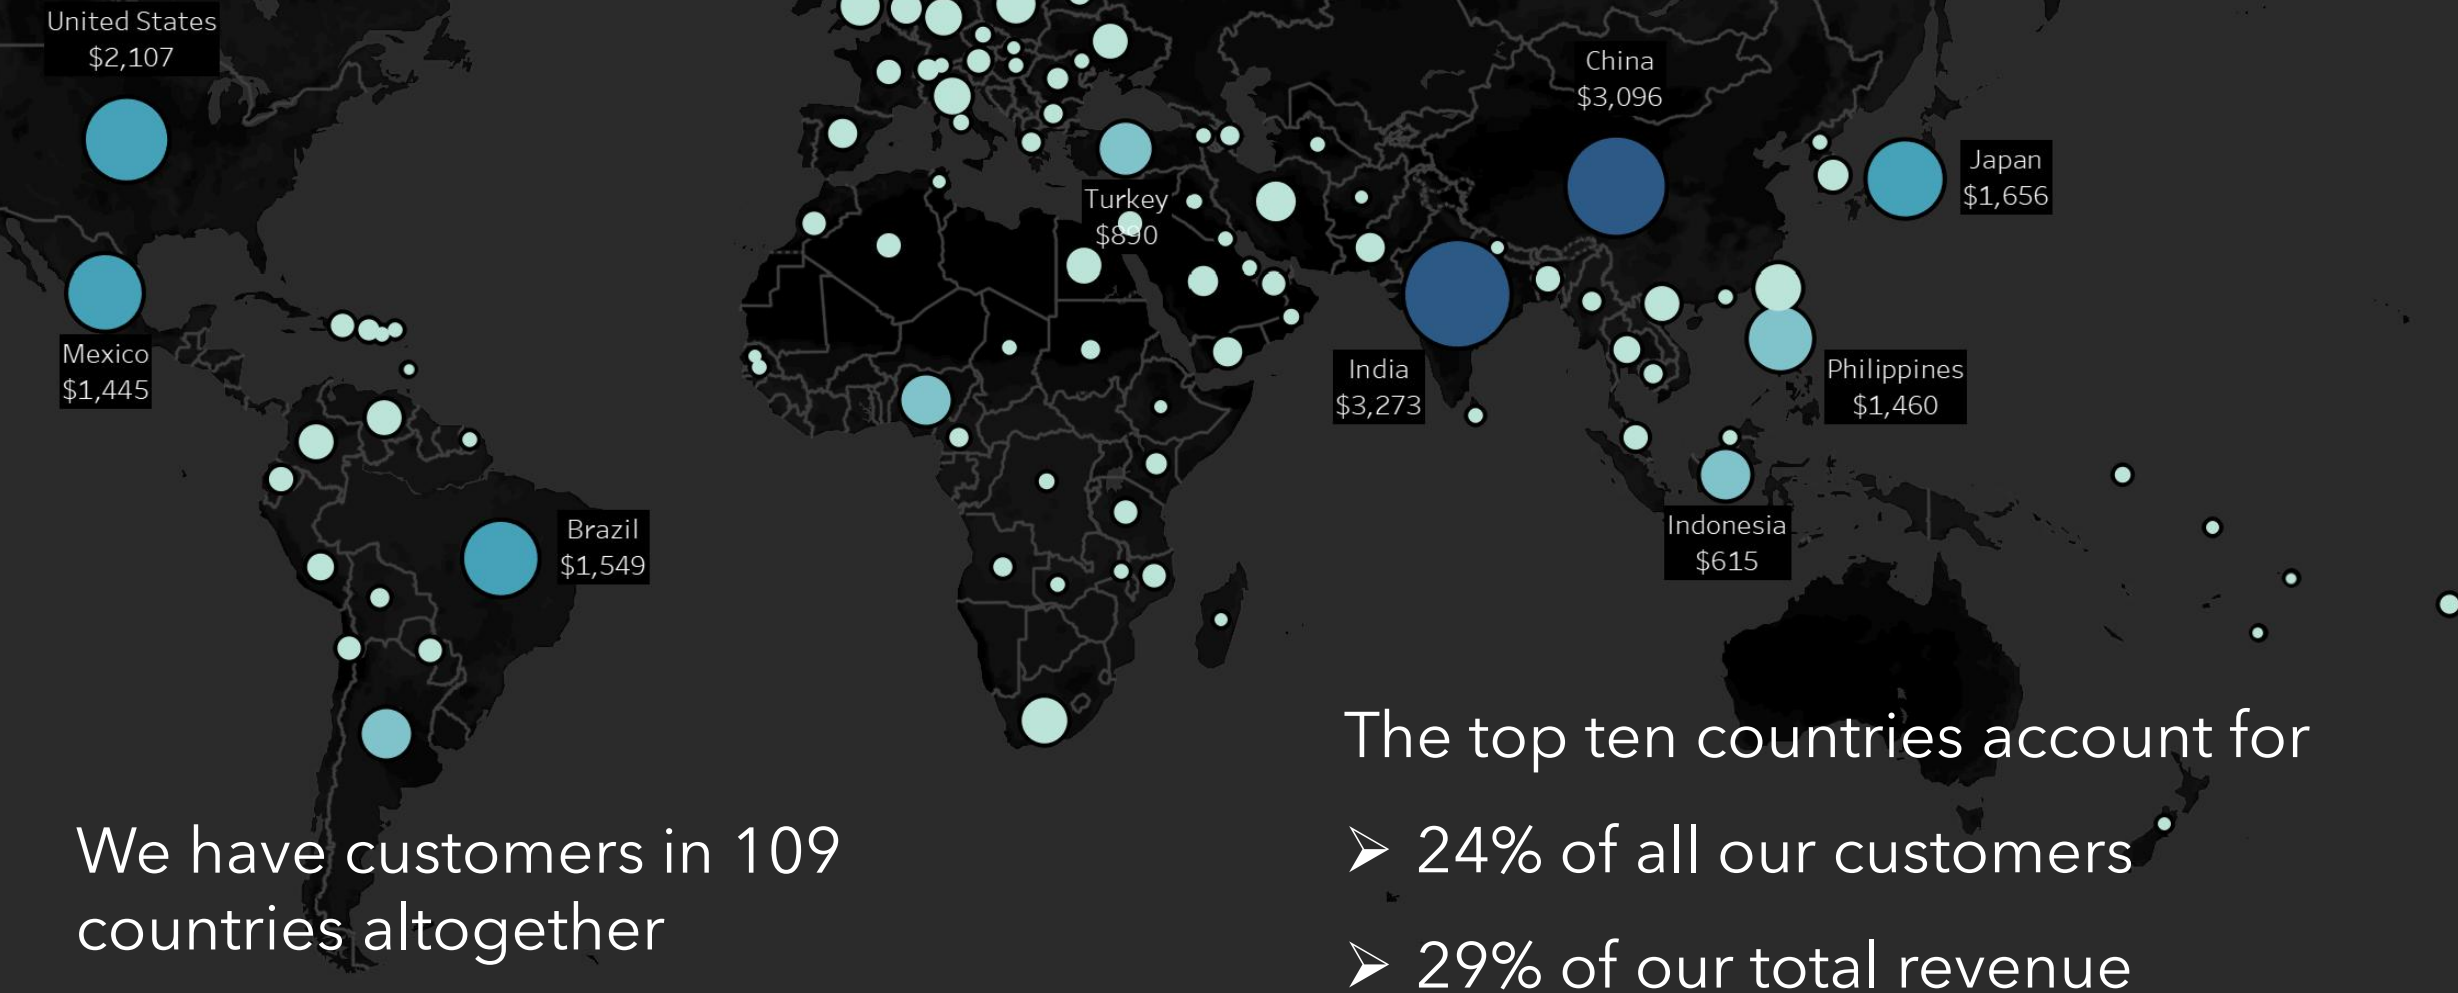 United States
$2,107
China
$3,096
Japan
$1,656
Turkey
$890
Mexico
$1,445
India
$3,273
Philippines
$1,460
Brazil
$1,549
Indonesia
$615
We have customers in 109
countries altogether
The top ten countries account for
➢ 24% of all our customers
➢ 29% of our total revenue